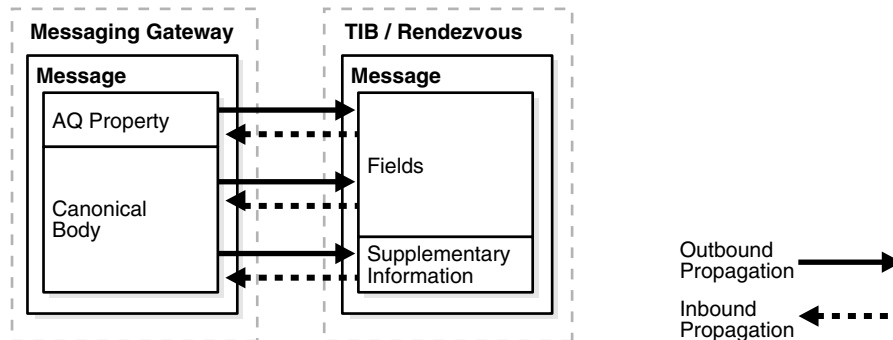 Messaging Gateway
TIB / Rendezvous
Message
Message
AQ Property
Canonical
Body
Fields
Supplementary
Information
Outbound
Propagation
Inbound
Propagation